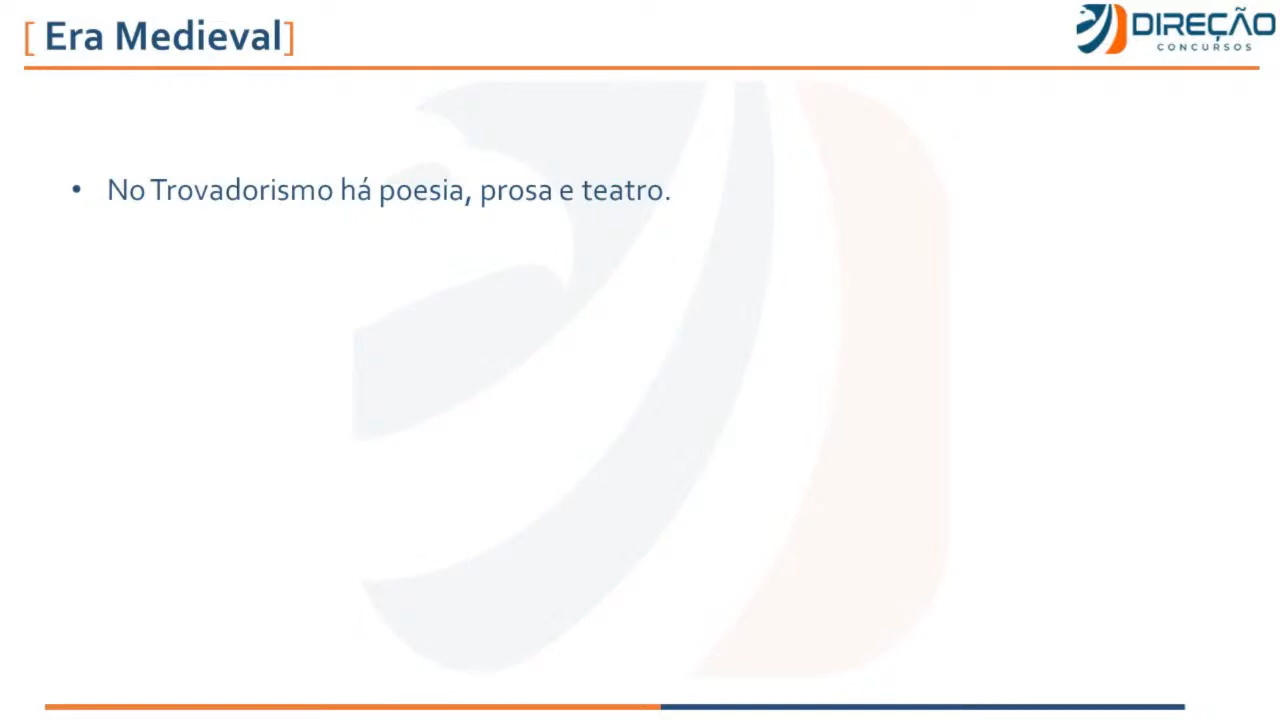 [ Era Medieval]
DIREÇÃO
CONCURSOS
• No Trovadorismo há poesia, prosa e teatro.